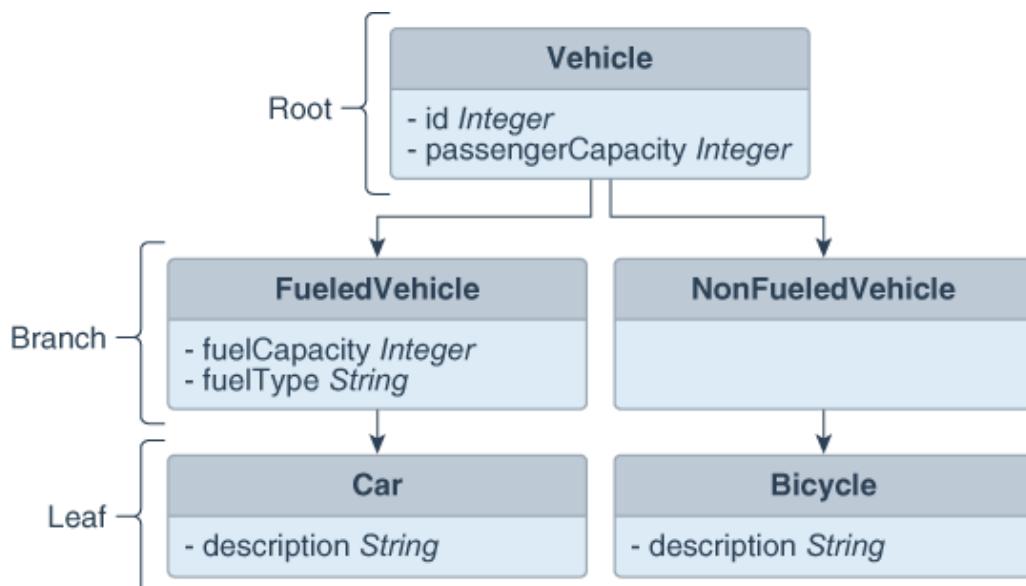 Vehicle
Root
- id Integer
- passengerCapacity Integer
FueledVehicle
NonFueledVehicle
Branch
- fuelCapacity Integer
- fuelType String
Car
Bicycle
Leaf
- description String
- description String